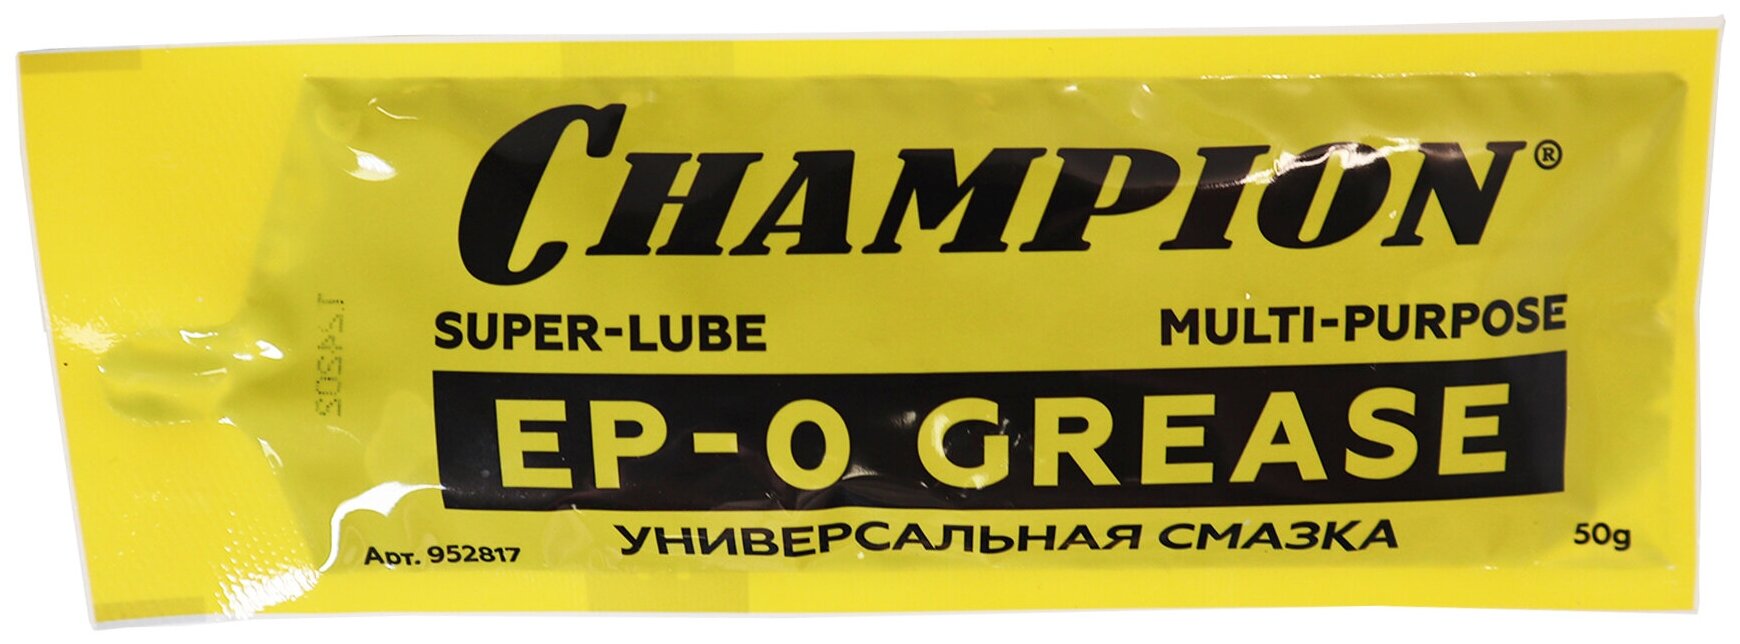 CHAMPION®
SUPER-LUBE MULTI-PURPOSE
EP-0 GREASE
УНИВЕРСАЛЬНАЯ СМАЗКА
Арт. 952817
50g